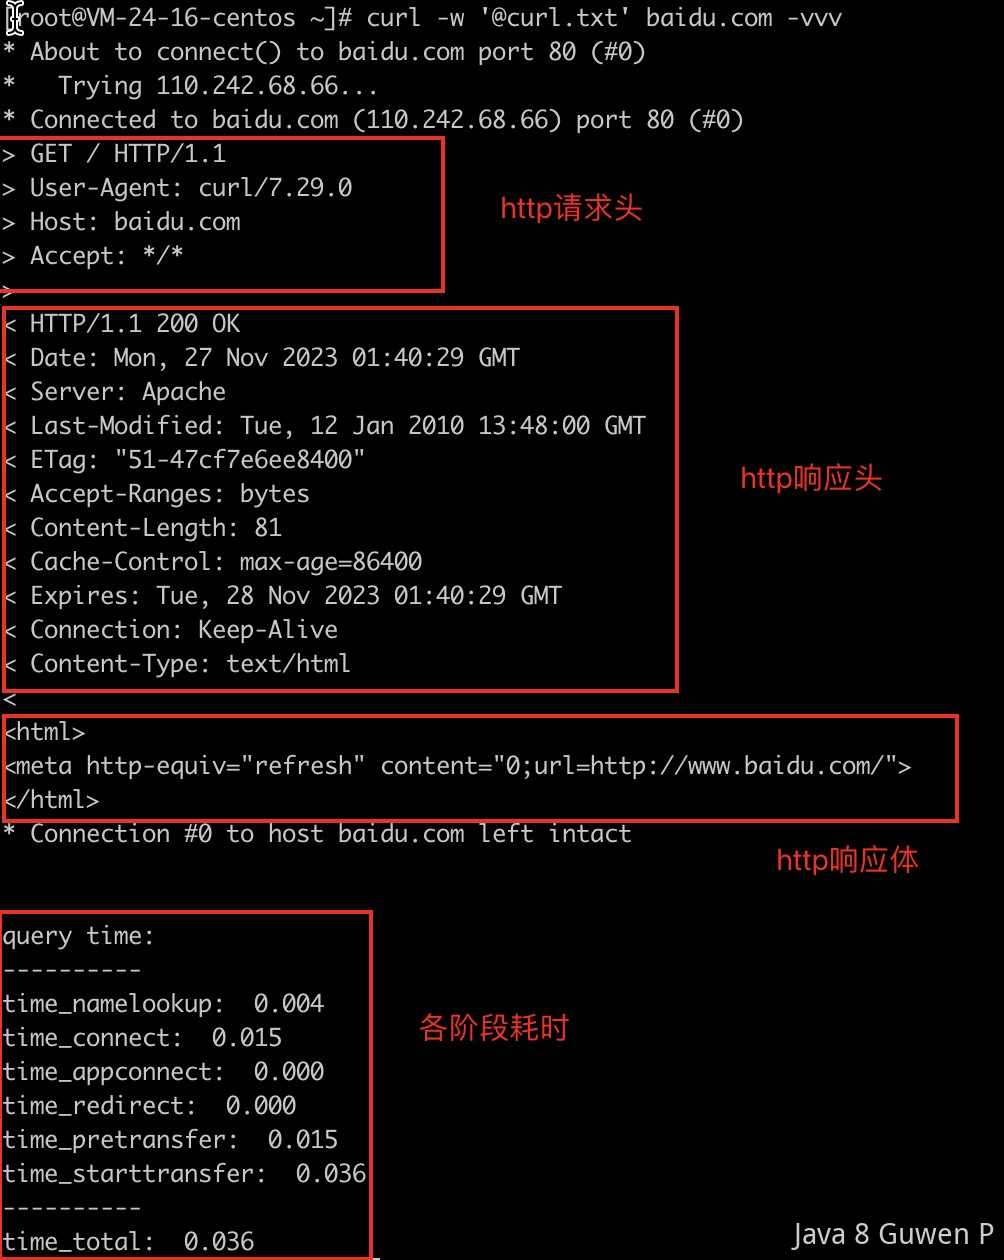 [root@VM-24-16-centos ~]# curl -w '@curl.txt' baidu.com -vvv
* About to connect() to baidu.com port 80 (#0)
*   Trying 110.242.68.66...
* Connected to baidu.com (110.242.68.66) port 80 (#0)
> GET / HTTP/1.1
> User-Agent: curl/7.29.0
http请求头
> Host: baidu.com
> Accept: */*
>
< HTTP/1.1 200 OK
< Date: Mon, 27 Nov 2023 01:40:29 GMT
< Server: Apache
< Last-Modified: Tue, 12 Jan 2010 13:48:00 GMT
< ETag: "51-47cf7e6ee8400"
http响应头
< Accept-Ranges: bytes
< Content-Length: 81
< Cache-Control: max-age=86400
< Expires: Tue, 28 Nov 2023 01:40:29 GMT
< Connection: Keep-Alive
< Content-Type: text/html
<
<html>
<meta http-equiv="refresh" content="0;url=http://www.baidu.com/">
</html>
* Connection #0 to host baidu.com left intact
http响应体
query time:
----------
time_namelookup:  0.004
time_connect:  0.015
各阶段耗时
time_appconnect:  0.000
time_redirect:  0.000
time_pretransfer:  0.015
time_starttransfer:  0.036
----------
time_total:  0.036
Java 8 Guwen P